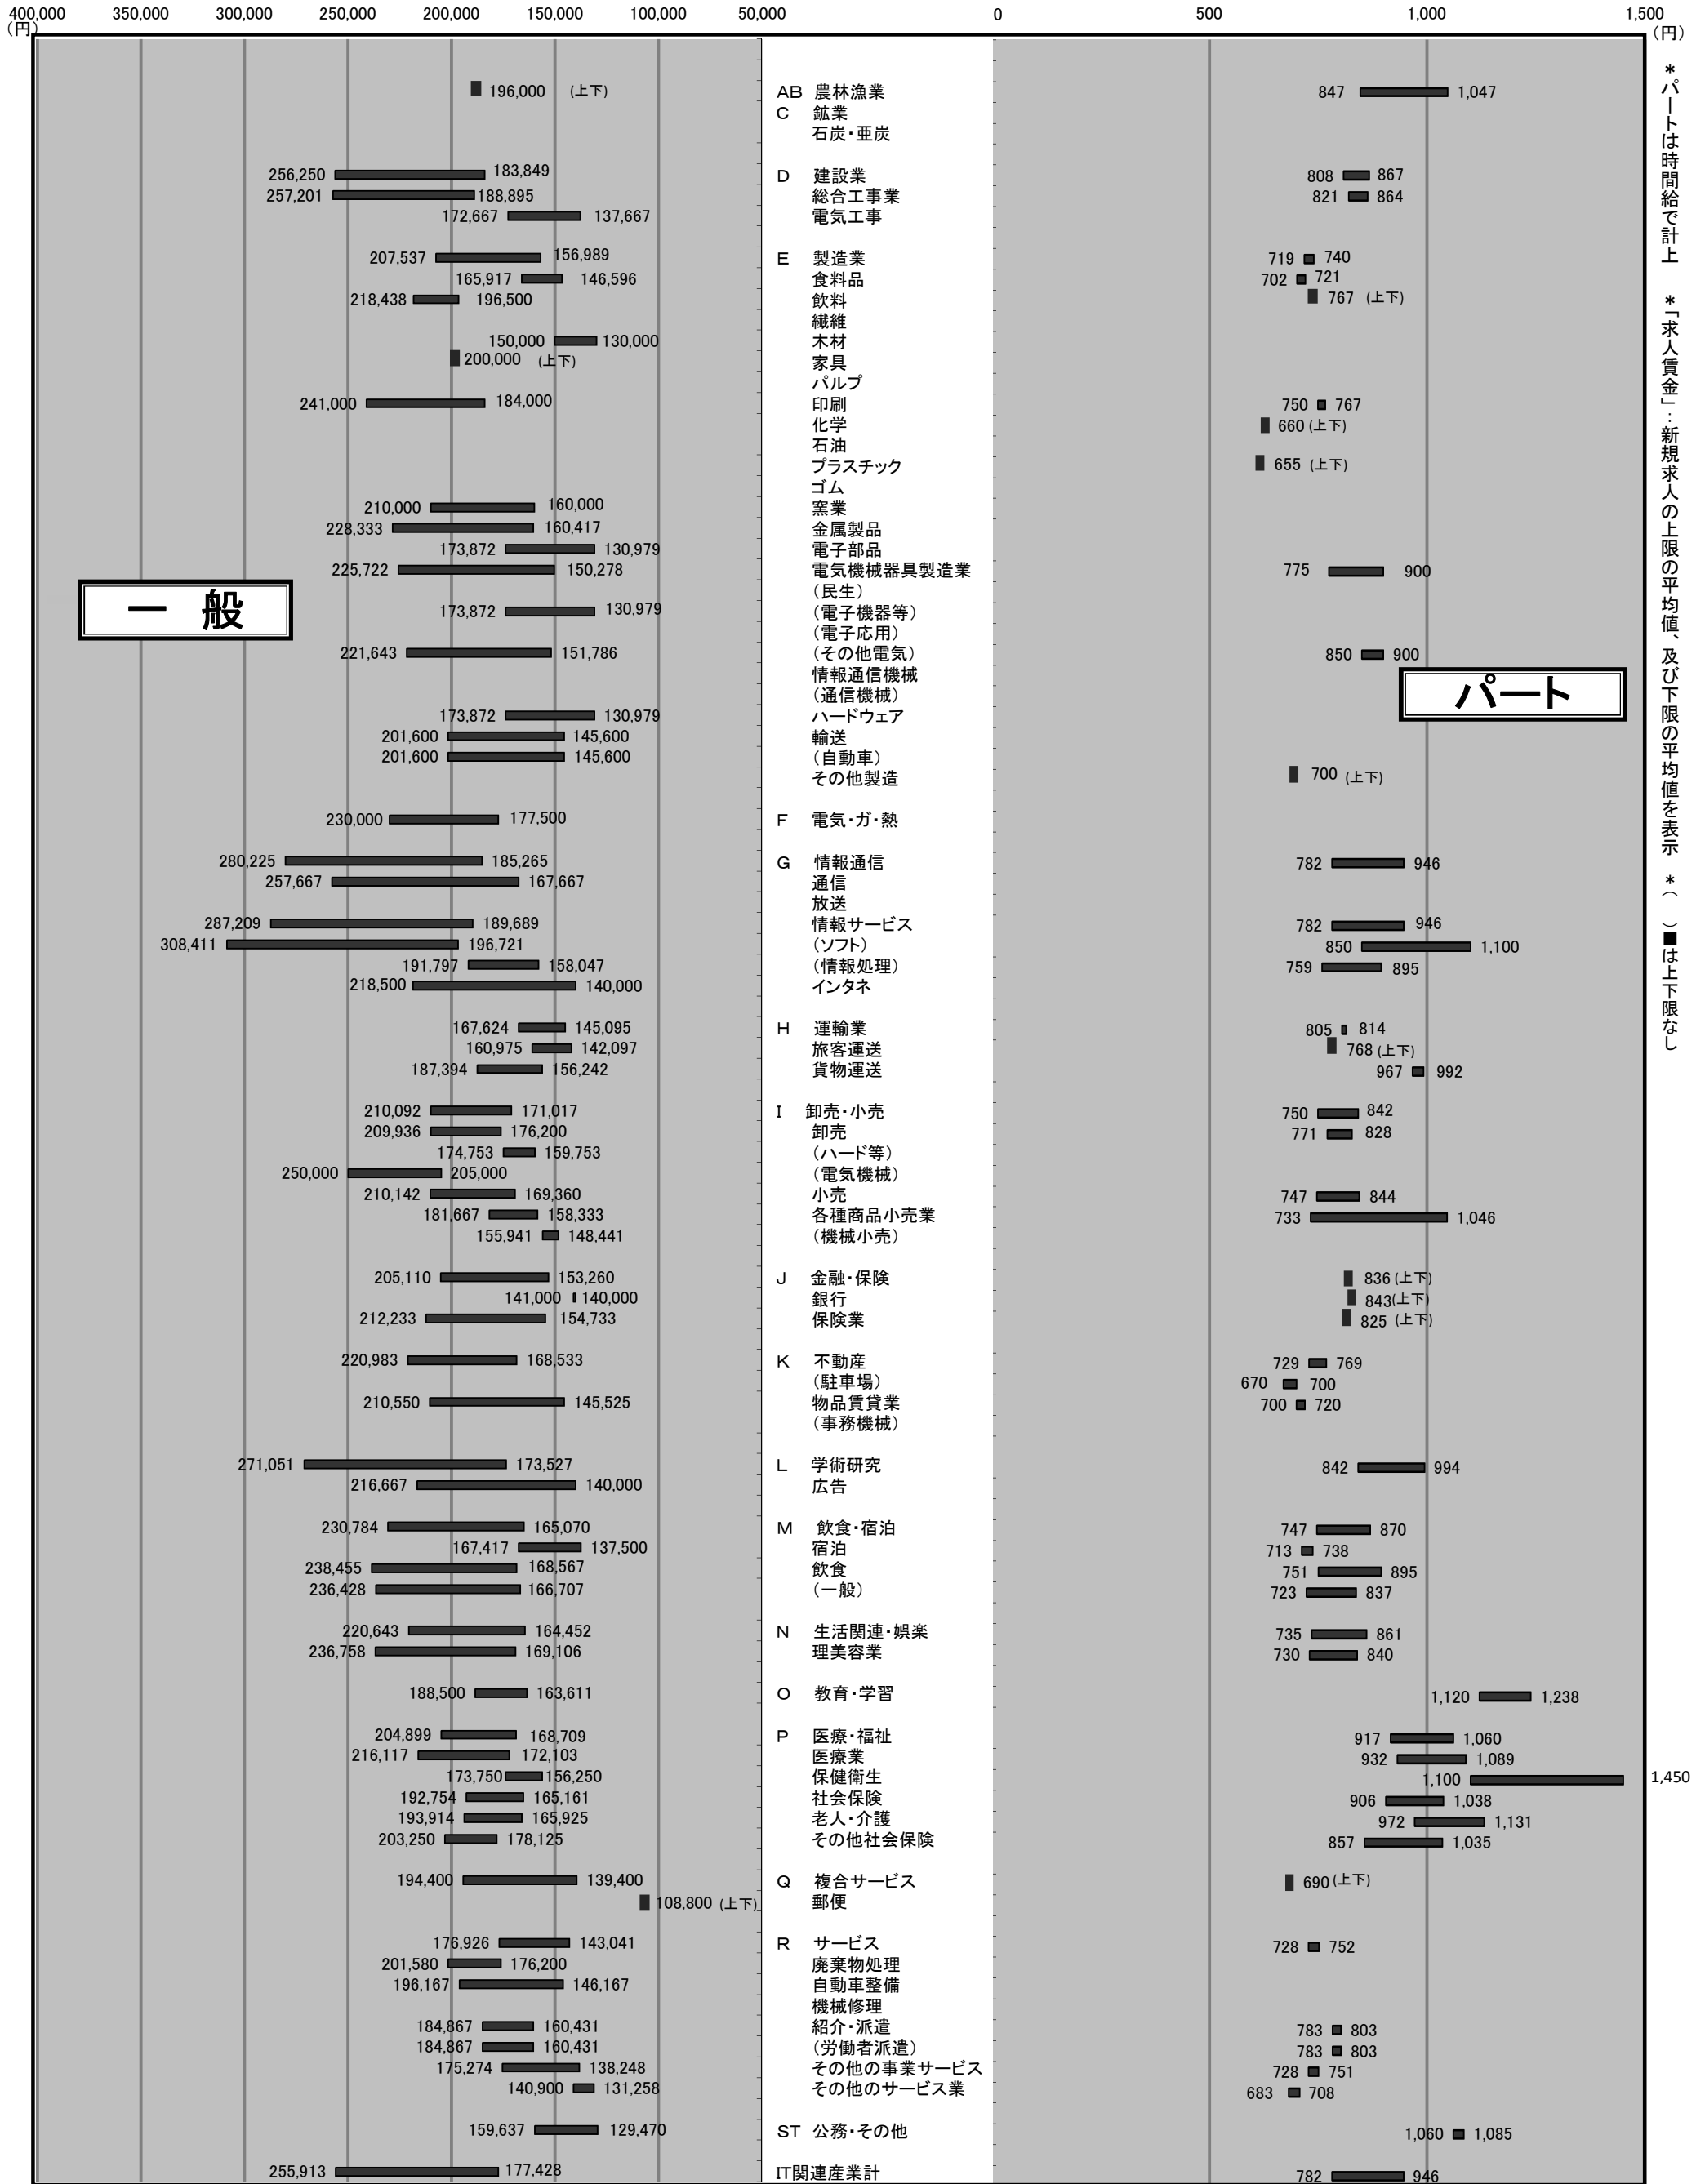 400,000 350,000 300,000 250,000 200,000 150,000 100,000 50,000 0 500 1,000 1,500
(円) (円)
196,000 (上下) AB 農林漁業 847 1,047
C 鉱業
石炭・亜炭
256,250 183,849 D 建設業 808 867
257,201 188,895 総合工事業 821 864
172,667 137,667 電気工事
207,537 156,989 E 製造業 719 740
165,917 146,596 食料品 702 721
218,438 196,500 飲料 767 (上下)
繊維
150,000 130,000 木材
200,000 (上下) 家具
パルプ
241,000 184,000 印刷 750 767
化学 660 (上下)
石油
プラスチック 655 (上下)
ゴム
210,000 160,000 窯業
228,333 160,417 金属製品
173,872 130,979 電子部品
225,722 150,278 電気機械器具製造業 775 900
(民生)
一 般
173,872 130,979 (電子機器等)
(電子応用)
221,643 151,786 (その他電気) 850 900
情報通信機械
(通信機械)
パート
173,872 130,979 ハードウェア
201,600 145,600 輸送
201,600 145,600 (自動車)
その他製造 700 (上下)
230,000 177,500 F 電気・ガ・熱
280,225 185,265 G 情報通信 782 946
257,667 167,667 通信
放送
287,209 189,689 情報サービス 782 946
308,411 196,721 (ソフト) 850 1,100
191,797 158,047 (情報処理) 759 895
218,500 140,000 インタネ
167,624 145,095 H 運輸業 805 814
160,975 142,097 旅客運送 768 (上下)
187,394 156,242 貨物運送 967 992
210,092 171,017 I 卸売・小売 750 842
209,936 176,200 卸売 771 828
174,753 159,753 (ハード等)
250,000 205,000 (電気機械)
210,142 169,360 小売 747 844
181,667 158,333 各種商品小売業 733 1,046
155,941 148,441 (機械小売)
205,110 153,260 J 金融・保険 836 (上下)
141,000 140,000 銀行 843(上下)
212,233 154,733 保険業 825 (上下)
220,983 168,533 K 不動産 729 769
(駐車場) 670 700
210,550 145,525 物品賃貸業 700 720
(事務機械)
271,051 173,527 L 学術研究 842 994
216,667 140,000 広告
230,784 165,070 M 飲食・宿泊 747 870
167,417 137,500 宿泊 713 738
238,455 168,567 飲食 751 895
236,428 166,707 (一般) 723 837
220,643 164,452 N 生活関連・娯楽 735 861
236,758 169,106 理美容業 730 840
188,500 163,611 O 教育・学習 1,120 1,238
204,899 168,709 P 医療・福祉 917 1,060
216,117 172,103 医療業 932 1,089
173,750 156,250 保健衛生 1,100 1,450
192,754 165,161 社会保険 906 1,038
193,914 165,925 老人・介護 972 1,131
203,250 178,125 その他社会保険 857 1,035
194,400 139,400 Q 複合サービス 690 (上下)
108,800 (上下) 郵便
176,926 143,041 R サービス 728 752
201,580 176,200 廃棄物処理
196,167 146,167 自動車整備
機械修理
184,867 160,431 紹介・派遣 783 803
184,867 160,431 (労働者派遣) 783 803
175,274 138,248 その他の事業サービス 728 751
140,900 131,258 その他のサービス業 683 708
159,637 129,470 ST 公務・その他 1,060 1,085
255,913 177,428 IT関連産業計 782 946
*パートは時間給で計上 *「求人賃金」:新規求人の上限の平均値、及び下限の平均値を表示 *( )■は上下限なし